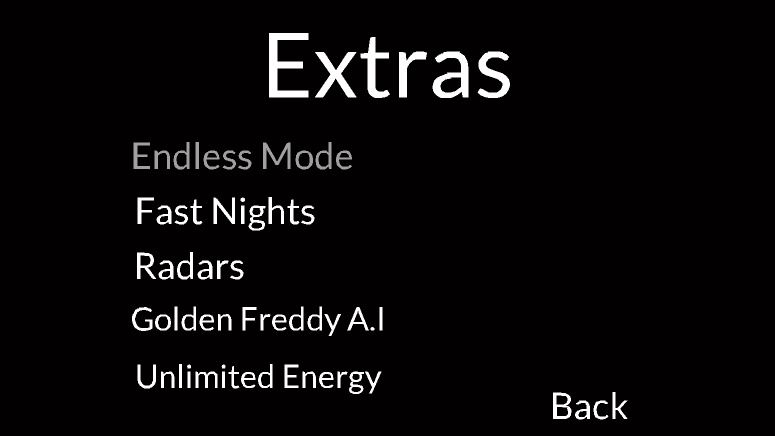 Extras
Endless Mode
Fast Nights
Radars
Golden Freddy A.I
Unlimited Energy
Back